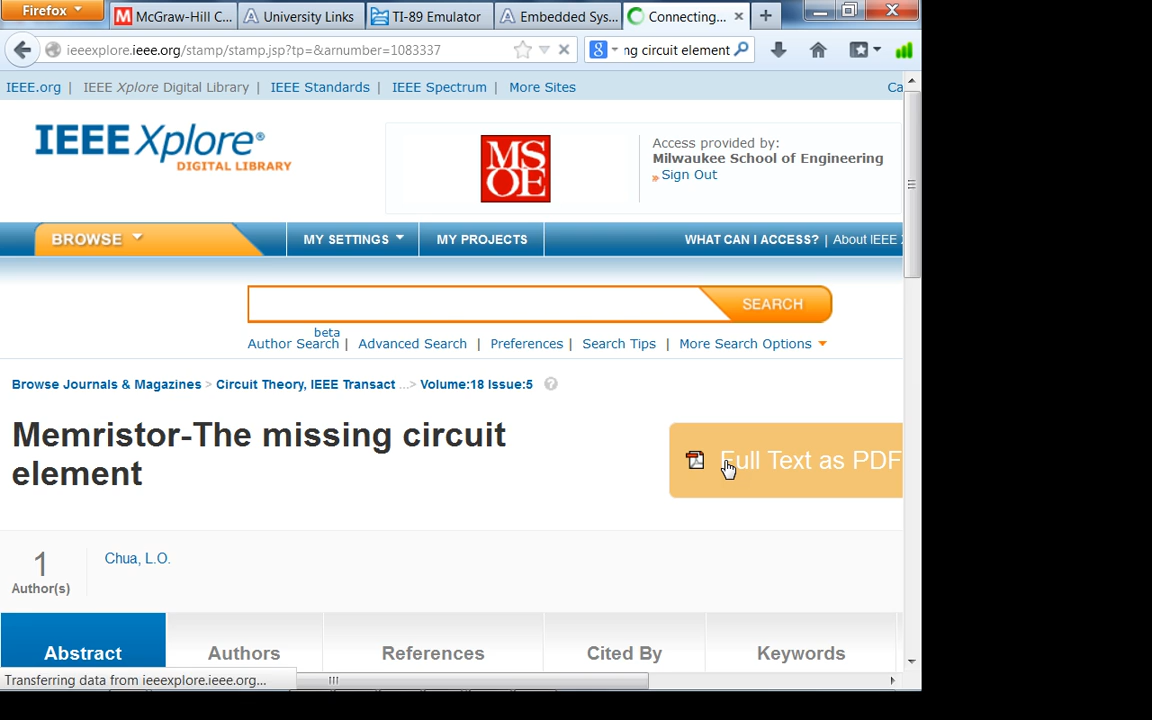 Firefox
McGraw-Hill C...
University Links
TI-89 Emulator
Embedded Sys...
Connecting...
ieeexplore.ieee.org/stamp/stamp.jsp?tp=&arnumber=1083337
ng circuit element
IEEE.org | IEEE Xplore Digital Library | IEEE Standards | IEEE Spectrum | More Sites
Ca
IEEE Xplore®
DIGITAL LIBRARY
MSOE
Access provided by:
Milwaukee School of Engineering
» Sign Out
BROWSE
MY SETTINGS
MY PROJECTS
WHAT CAN I ACCESS? | About IEEE
SEARCH
beta
Author Search | Advanced Search | Preferences | Search Tips | More Search Options
Browse Journals & Magazines > Circuit Theory, IEEE Transact ...> Volume:18 Issue:5 ?
Memristor-The missing circuit
element
Full Text as PDF
1
Author(s)
Chua, L.O.
Abstract
Authors
References
Cited By
Keywords
Transferring data from ieeexplore.ieee.org...